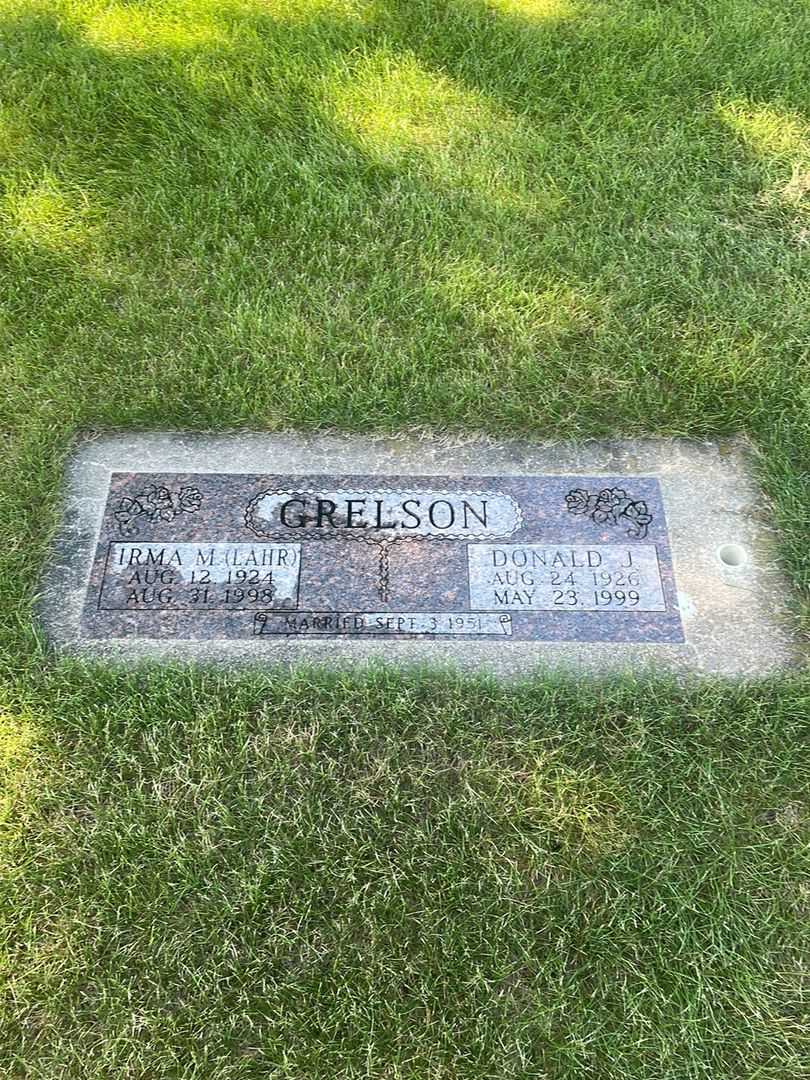 GRELSON
IRMA M. (LAHR)
AUG. 12, 1924
AUG. 31, 1998
DONALD J.
AUG. 24, 1926
MAY 23, 1999
MARRIED SEPT. 3, 1951